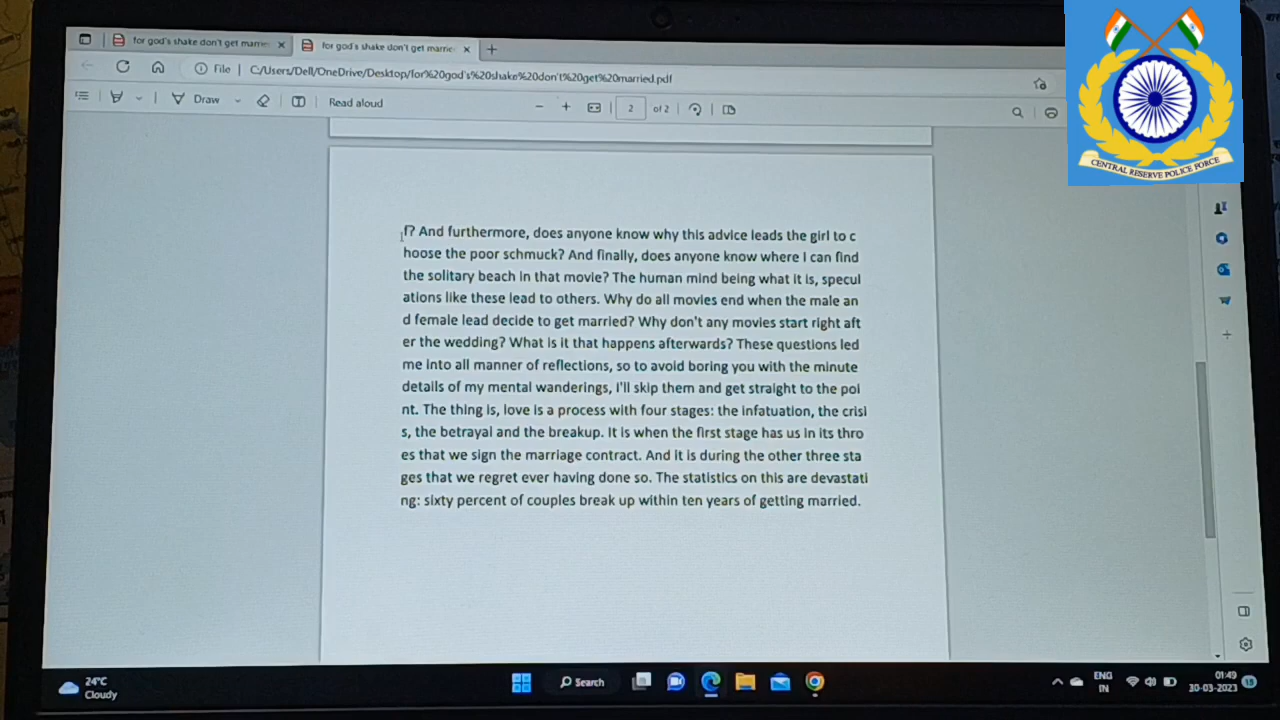 for god's shake don't get marrie
for god's shake don't get marrie
File
C:/Users/Dell/OneDrive/Desktop/for%20god's%20shake%20don't%20get%20married.pdf
Draw
Read aloud
2
of 2
CENTRAL RESERVE POLICE FORCE
f? And furthermore, does anyone know why this advice leads the girl to c
hoose the poor schmuck? And finally, does anyone know where I can find
the solitary beach in that movie? The human mind being what it is, specul
ations like these lead to others. Why do all movies end when the male an
d female lead decide to get married? Why don't any movies start right aft
er the wedding? What is it that happens afterwards? These questions led
me into all manner of reflections, so to avoid boring you with the minute
details of my mental wanderings, I'll skip them and get straight to the poi
nt. The thing is, love is a process with four stages: the infatuation, the crisi
s, the betrayal and the breakup. It is when the first stage has us in its thro
es that we sign the marriage contract. And it is during the other three sta
ges that we regret ever having done so. The statistics on this are devastati
ng: sixty percent of couples break up within ten years of getting married.
24°C
Cloudy
Search
ENG
IN
01:49
30-03-2023
15